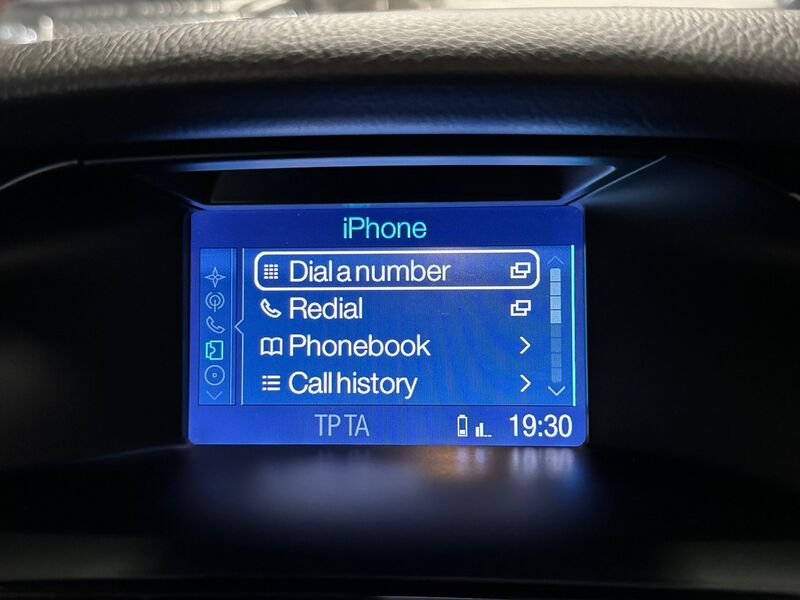 iPhone
Dial a number
Redial
Phonebook
Call history
TP TA 19:30